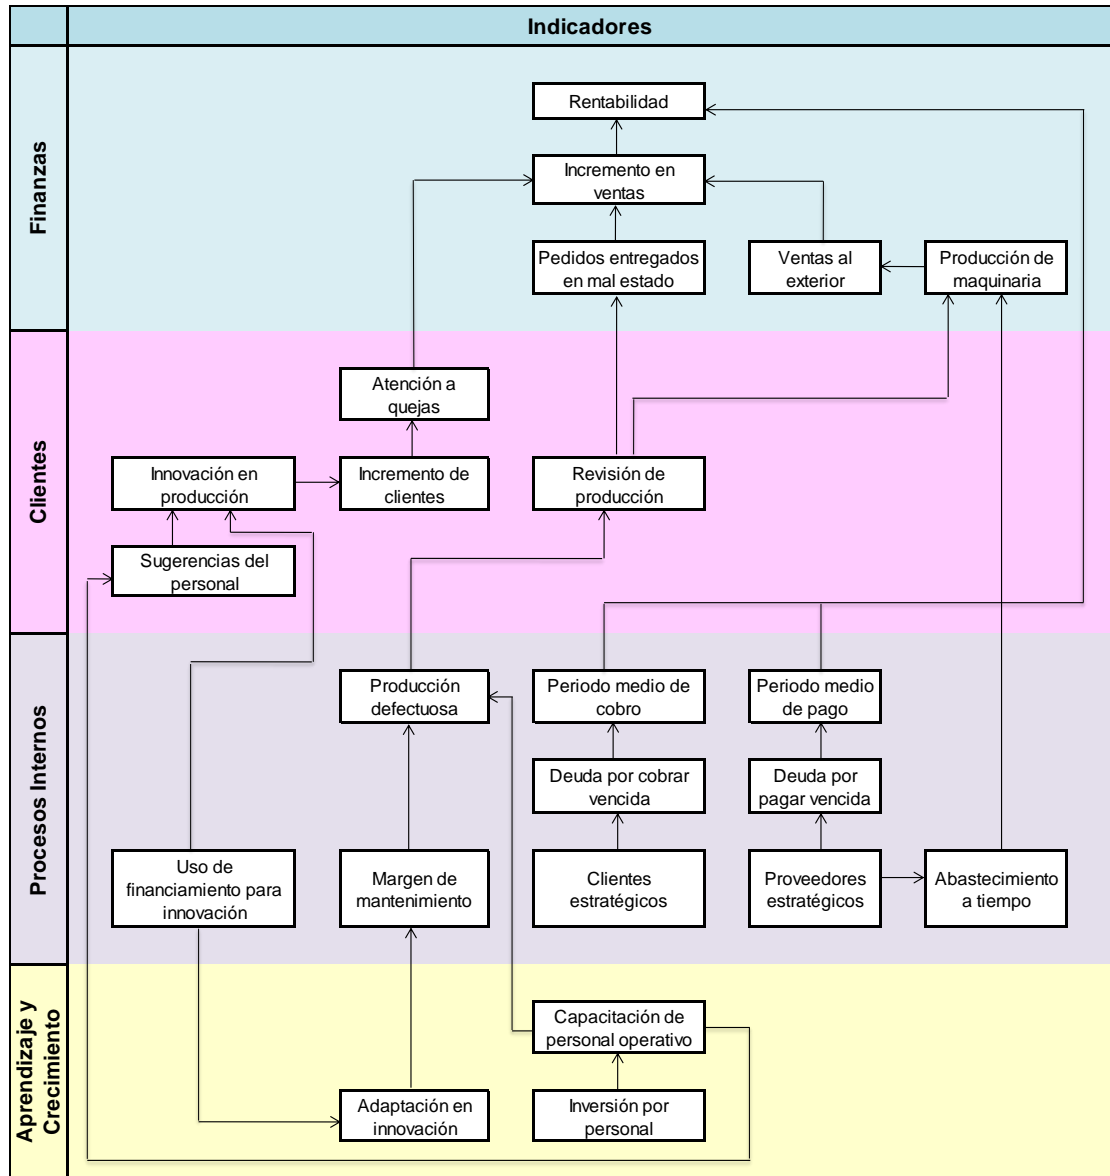 Indicadores
Finanzas
Rentabilidad
Incremento en
ventas
Pedidos entregados
en mal estado
Ventas al
exterior
Producción de
maquinaria
Clientes
Atención a
quejas
Innovación en
producción
Incremento de
clientes
Revisión de
producción
Sugerencias del
personal
Procesos Internos
Producción
defectuosa
Periodo medio de
cobro
Periodo medio
de pago
Deuda por cobrar
vencida
Deuda por
pagar vencida
Uso de
financiamiento para
innovación
Margen de
mantenimiento
Clientes
estratégicos
Proveedores
estratégicos
Abastecimiento
a tiempo
Aprendizaje y
Crecimiento
Capacitación de
personal operativo
Adaptación en
innovación
Inversión por
personal